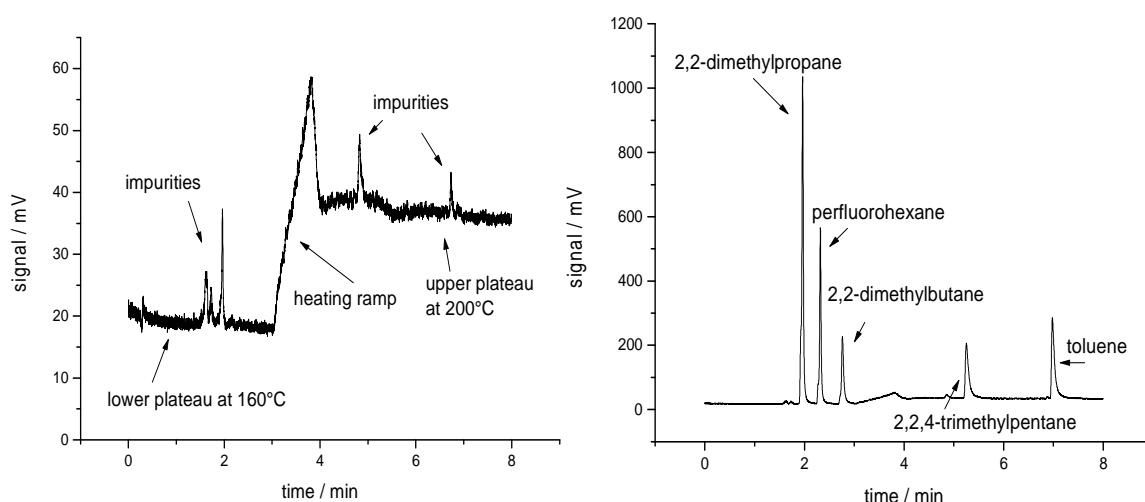 60
50
40
30
20
10
0
0
2
4
6
8
signal / mV
time / min
impurities
impurities
heating ramp
upper plateau
at 200°C
lower plateau at 160°C
1200
1000
800
600
400
200
0
0
2
4
6
8
signal / mV
time / min
2,2-dimethylpropane
perfluorohexane
2,2-dimethylbutane
toluene
2,2,4-trimethylpentane